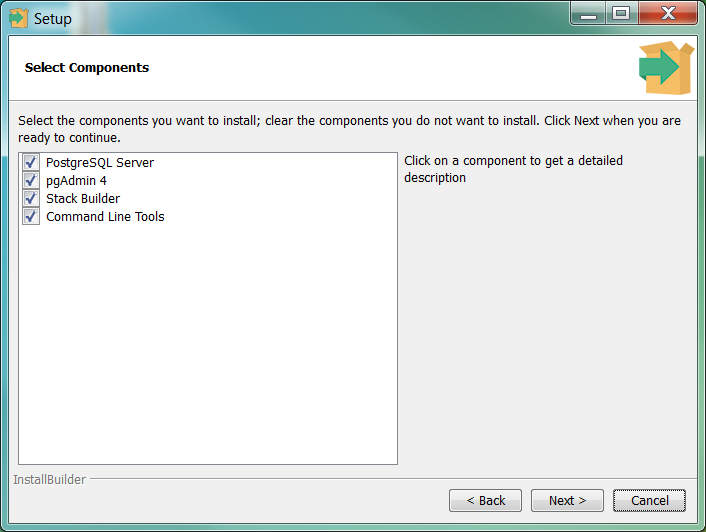 Setup
Select Components
Select the components you want to install; clear the components you do not want to install. Click Next when you are
ready to continue.
PostgreSQL Server
pgAdmin 4
Stack Builder
Command Line Tools
Click on a component to get a detailed
description
InstallBuilder
< Back
Next >
Cancel